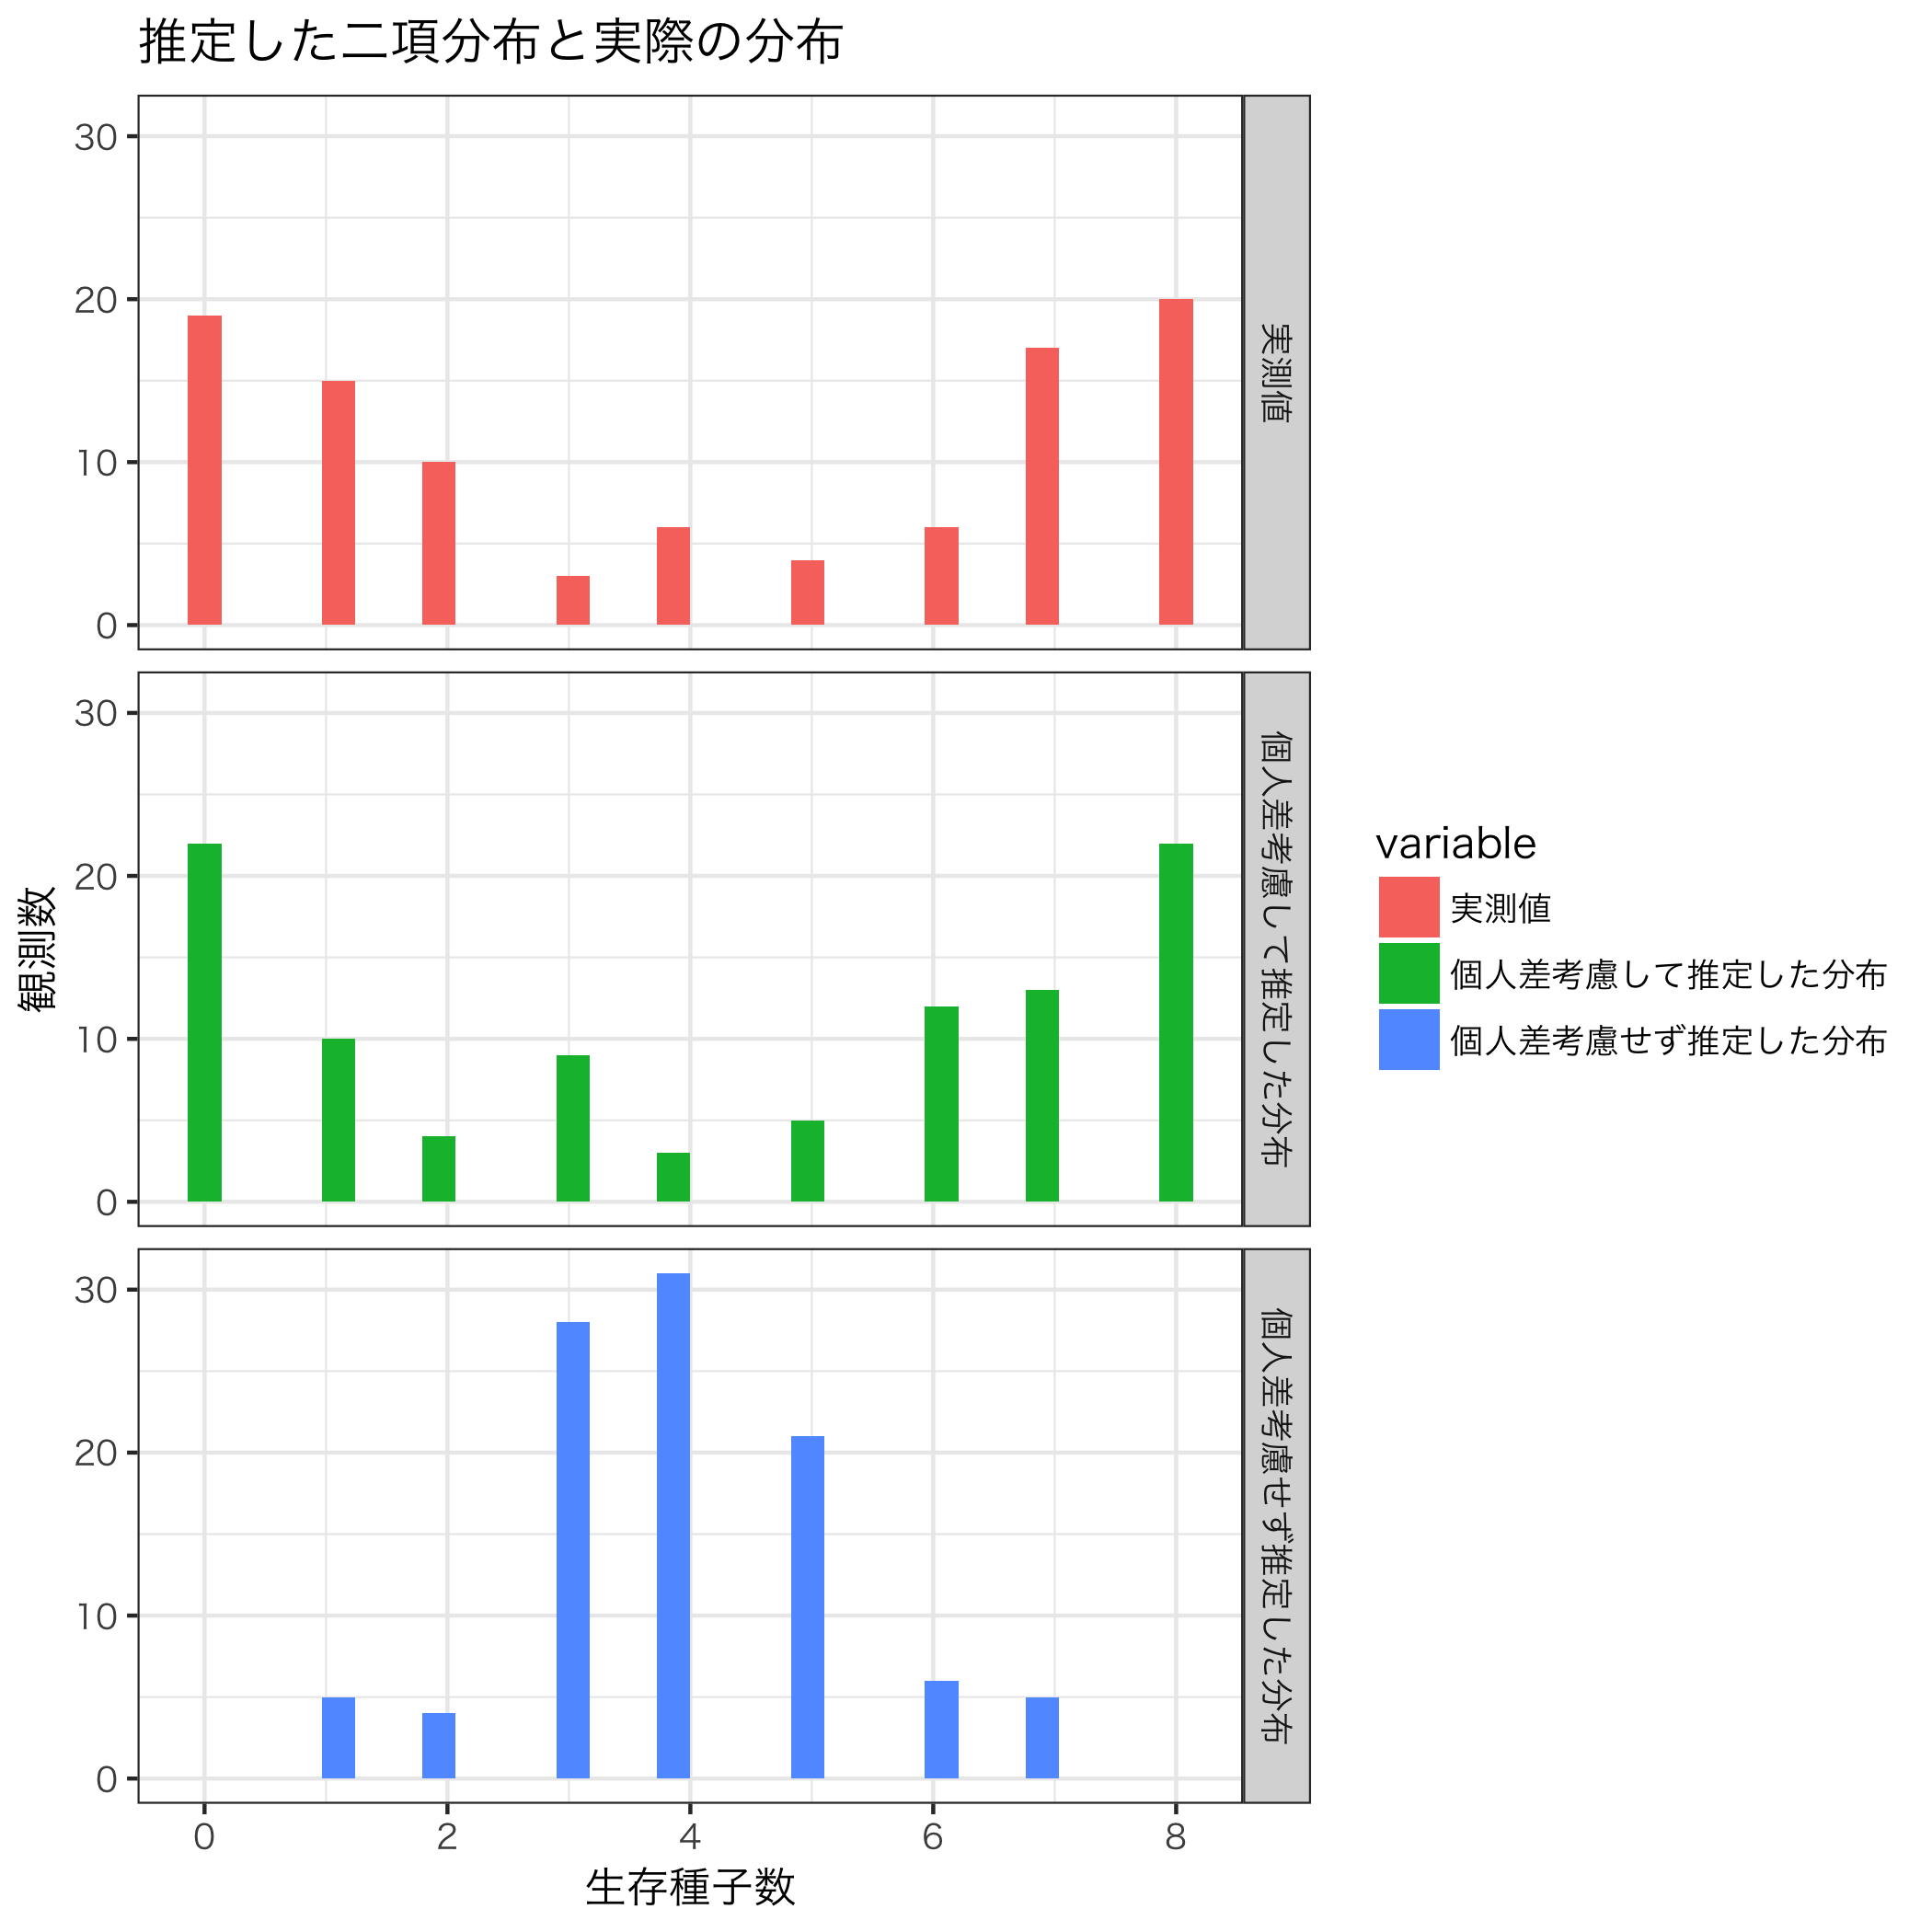 推定した二項分布と実際の分布
30
20
10
0
実測値
30
20
10
0
個人差考慮して推定した分布
30
20
10
0
個人差考慮せず推定した分布
0 2 4 6 8
生存種子数
観測数
variable
実測値
個人差考慮して推定した分布
個人差考慮せず推定した分布